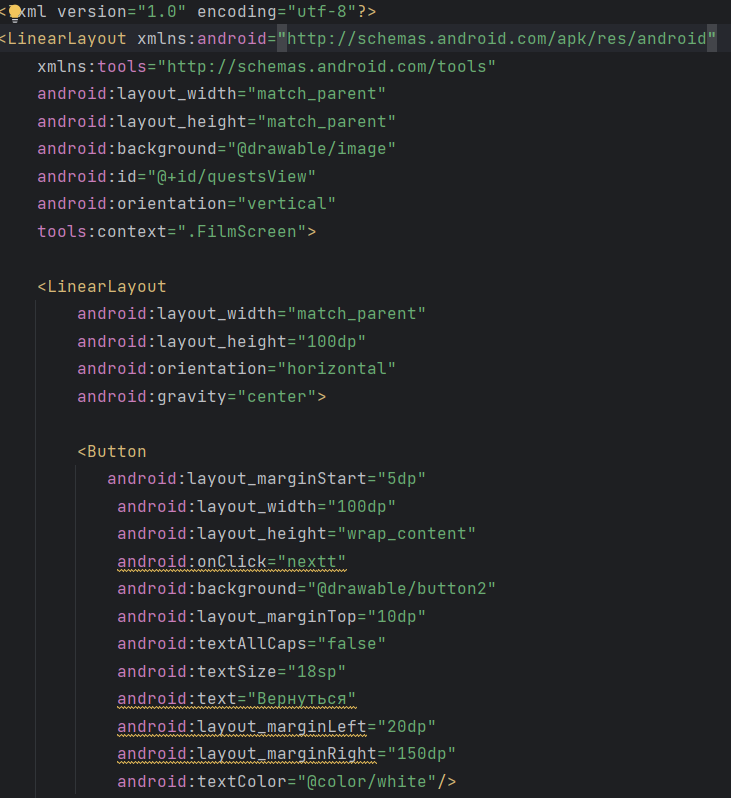 <?xml version="1.0" encoding="utf-8"?>
<LinearLayout xmlns:android="http://schemas.android.com/apk/res/android"
    xmlns:tools="http://schemas.android.com/tools"
    android:layout_width="match_parent"
    android:layout_height="match_parent"
    android:background="@drawable/image"
    android:id="@+id/questsView"
    android:orientation="vertical"
    tools:context=".FilmScreen">

    <LinearLayout
        android:layout_width="match_parent"
        android:layout_height="100dp"
        android:orientation="horizontal"
        android:gravity="center">

        <Button
           android:layout_marginStart="5dp"
            android:layout_width="100dp"
            android:layout_height="wrap_content"
            android:onClick="nextt"
            android:background="@drawable/button2"
            android:layout_marginTop="10dp"
            android:textAllCaps="false"
            android:textSize="18sp"
            android:text="Вернуться"
            android:layout_marginLeft="20dp"
            android:layout_marginRight="150dp"
            android:textColor="@color/white"/>